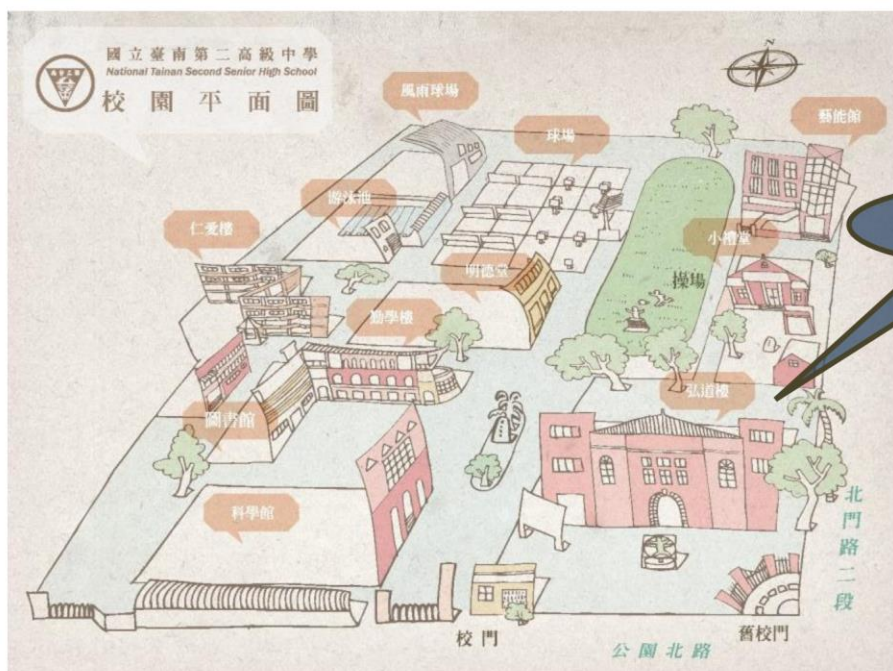 國立臺南第二高級中學
National Tainan Second Senior High School
校園平面圖
N
風雨球場
球場
藝能館
游泳池
仁愛樓
小禮堂
明德堂
操場
勤學樓
弘道樓
圖書館
科學館
北門路二段
校門
舊校門
公園北路